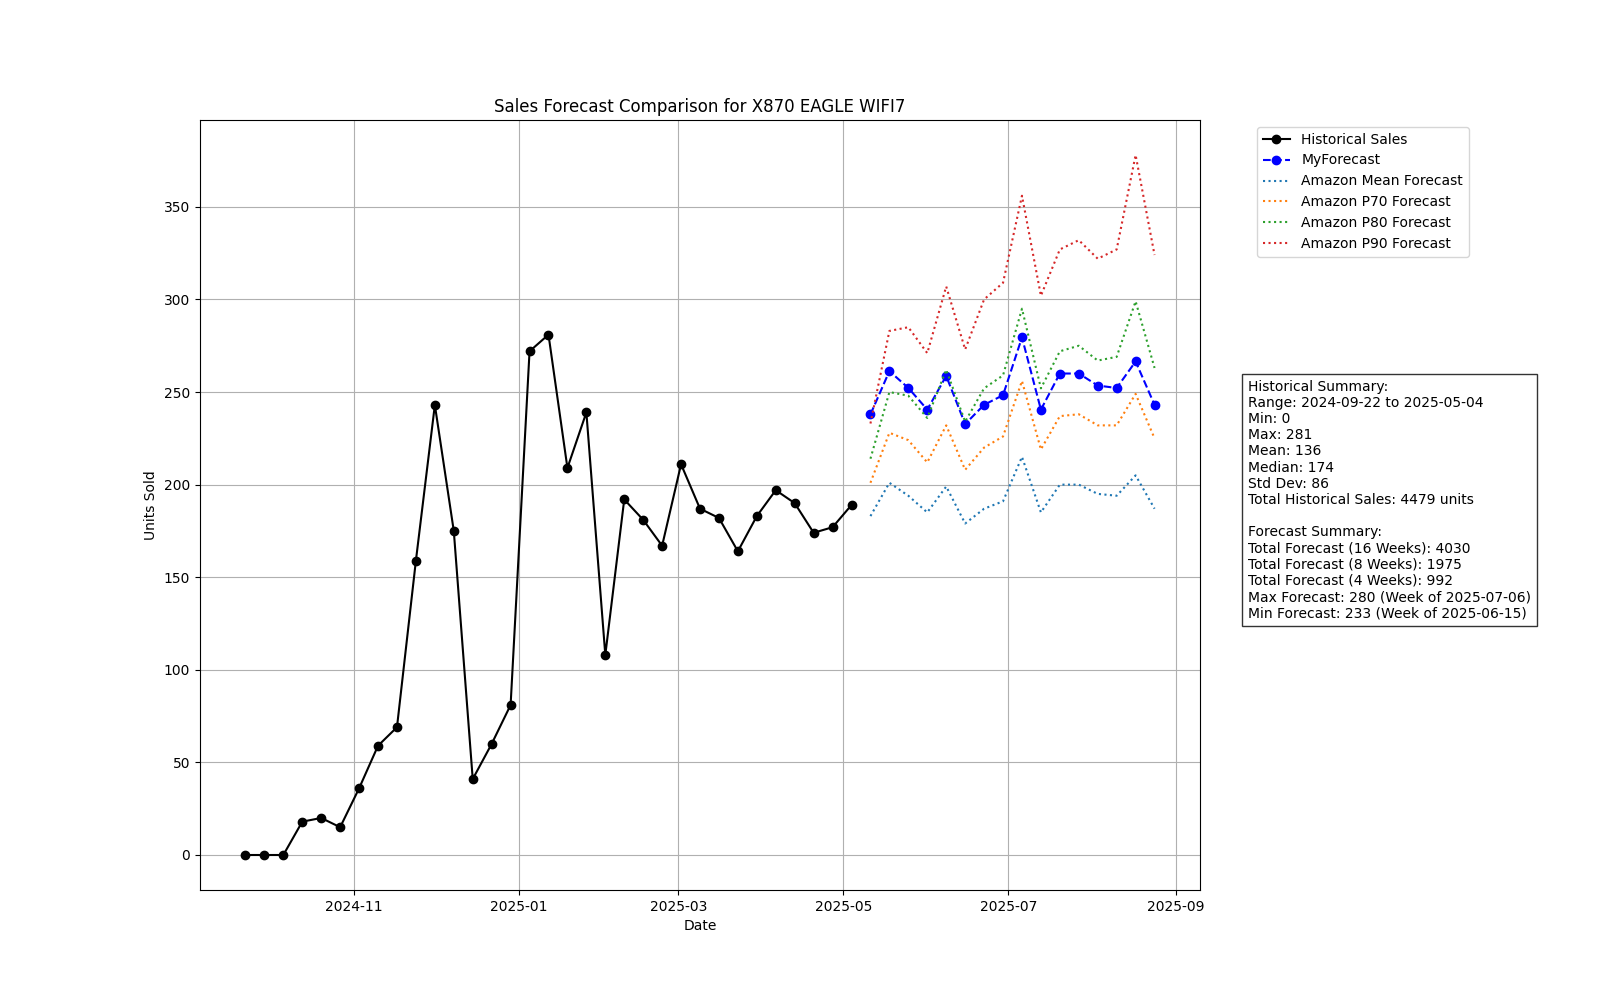 Sales Forecast Comparison for X870 EAGLE WIFI7
Historical Sales
MyForecast
Amazon Mean Forecast
Amazon P70 Forecast
Amazon P80 Forecast
Amazon P90 Forecast
350
300
250
200
150
100
50
0
Units Sold
2024-11
2025-01
2025-03
2025-05
2025-07
2025-09
Date
Historical Summary:
Range: 2024-09-22 to 2025-05-04
Min: 0
Max: 281
Mean: 136
Median: 174
Std Dev: 86
Total Historical Sales: 4479 units
Forecast Summary:
Total Forecast (16 Weeks): 4030
Total Forecast (8 Weeks): 1975
Total Forecast (4 Weeks): 992
Max Forecast: 280 (Week of 2025-07-06)
Min Forecast: 233 (Week of 2025-06-15)